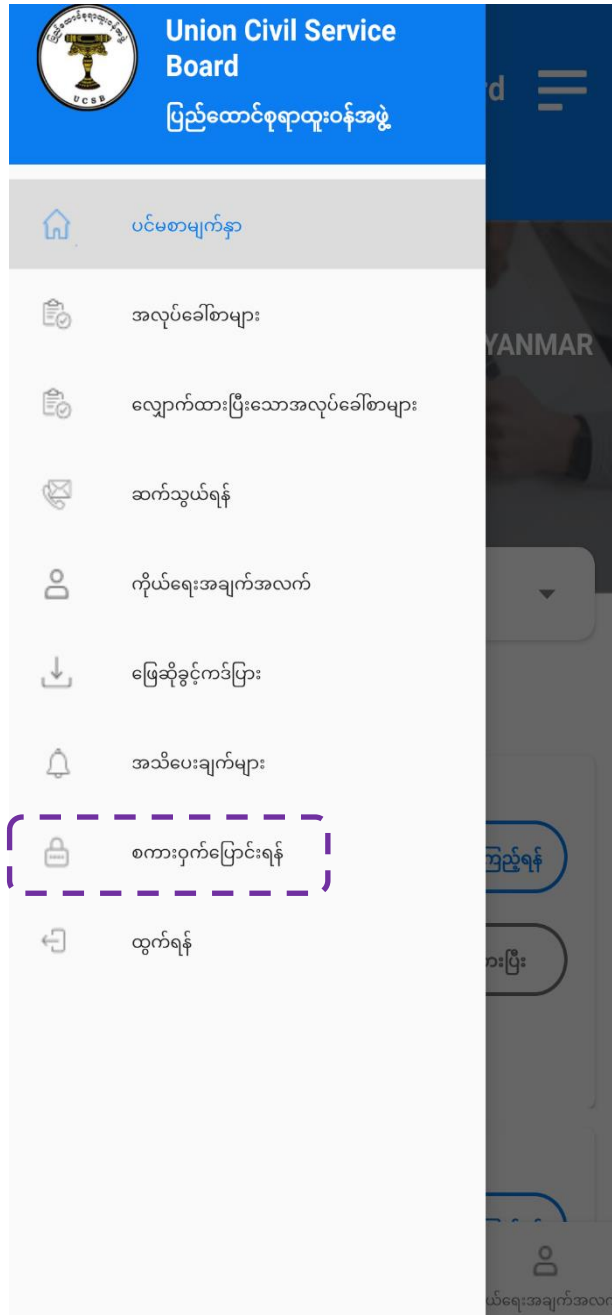 Union Civil Service
Board
ပြည်ထောင်စုရာထူးဝန်အဖွဲ့
UCSB
ပင်မစာမျက်နှာ
အလုပ်ခေါ်စာများ
YANMAR
လျှောက်ထားပြီးသောအလုပ်ခေါ်စာများ
ဆက်သွယ်ရန်
ကိုယ်ရေးအချက်အလက်
ဖြေဆိုခွင့်ကဒ်ပြား
အသိပေးချက်များ
စကားဝှက်ပြောင်းရန်
ထွက်ရန်